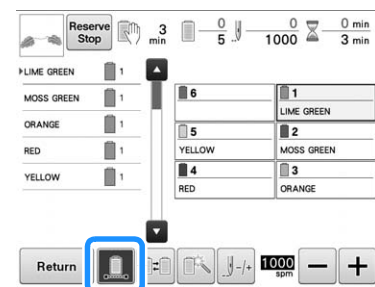 Reserve Stop
3 min
0 5
0 1000
0 min 3 min
LIME GREEN 1
MOSS GREEN 1
ORANGE 1
RED 1
YELLOW 1
6
1 LIME GREEN
5 YELLOW
2 MOSS GREEN
4 RED
3 ORANGE
Return -/+ 1000 spm − +